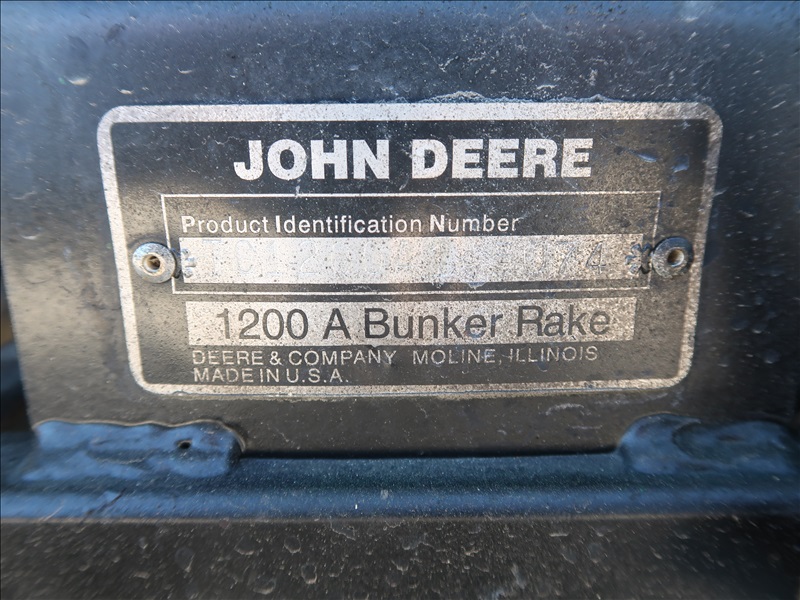 JOHN DEERE
Product Identification Number
1200 A Bunker Rake
DEERE & COMPANY MOLINE, ILLINOIS
MADE IN U.S.A.